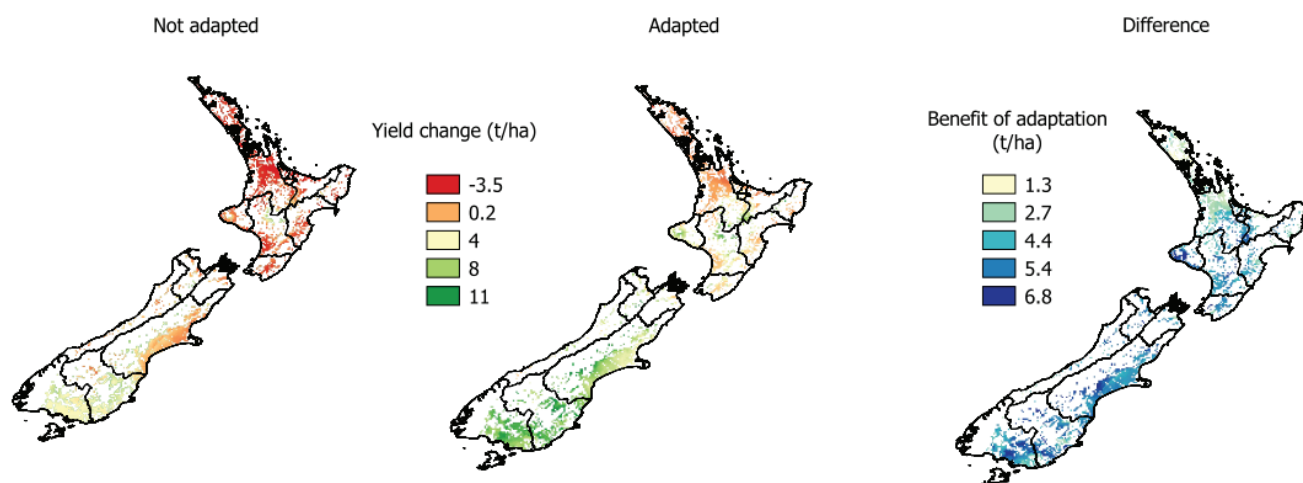 Not adapted
Adapted
Difference
Yield change (t/ha)
-3.5
0.2
4
8
11
Benefit of adaptation
(t/ha)
1.3
2.7
4.4
5.4
6.8